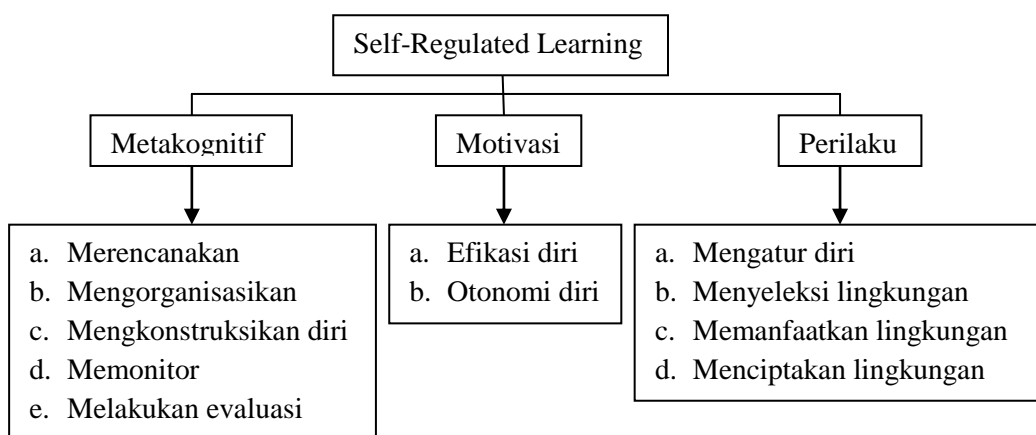 Self-Regulated Learning
Metakognitif
Motivasi
Perilaku
a. Merencanakan
b. Mengorganisasikan
c. Mengkonstruksikan diri
d. Memonitor
e. Melakukan evaluasi
a. Efikasi diri
b. Otonomi diri
a. Mengatur diri
b. Menyeleksi lingkungan
c. Memanfaatkan lingkungan
d. Menciptakan lingkungan